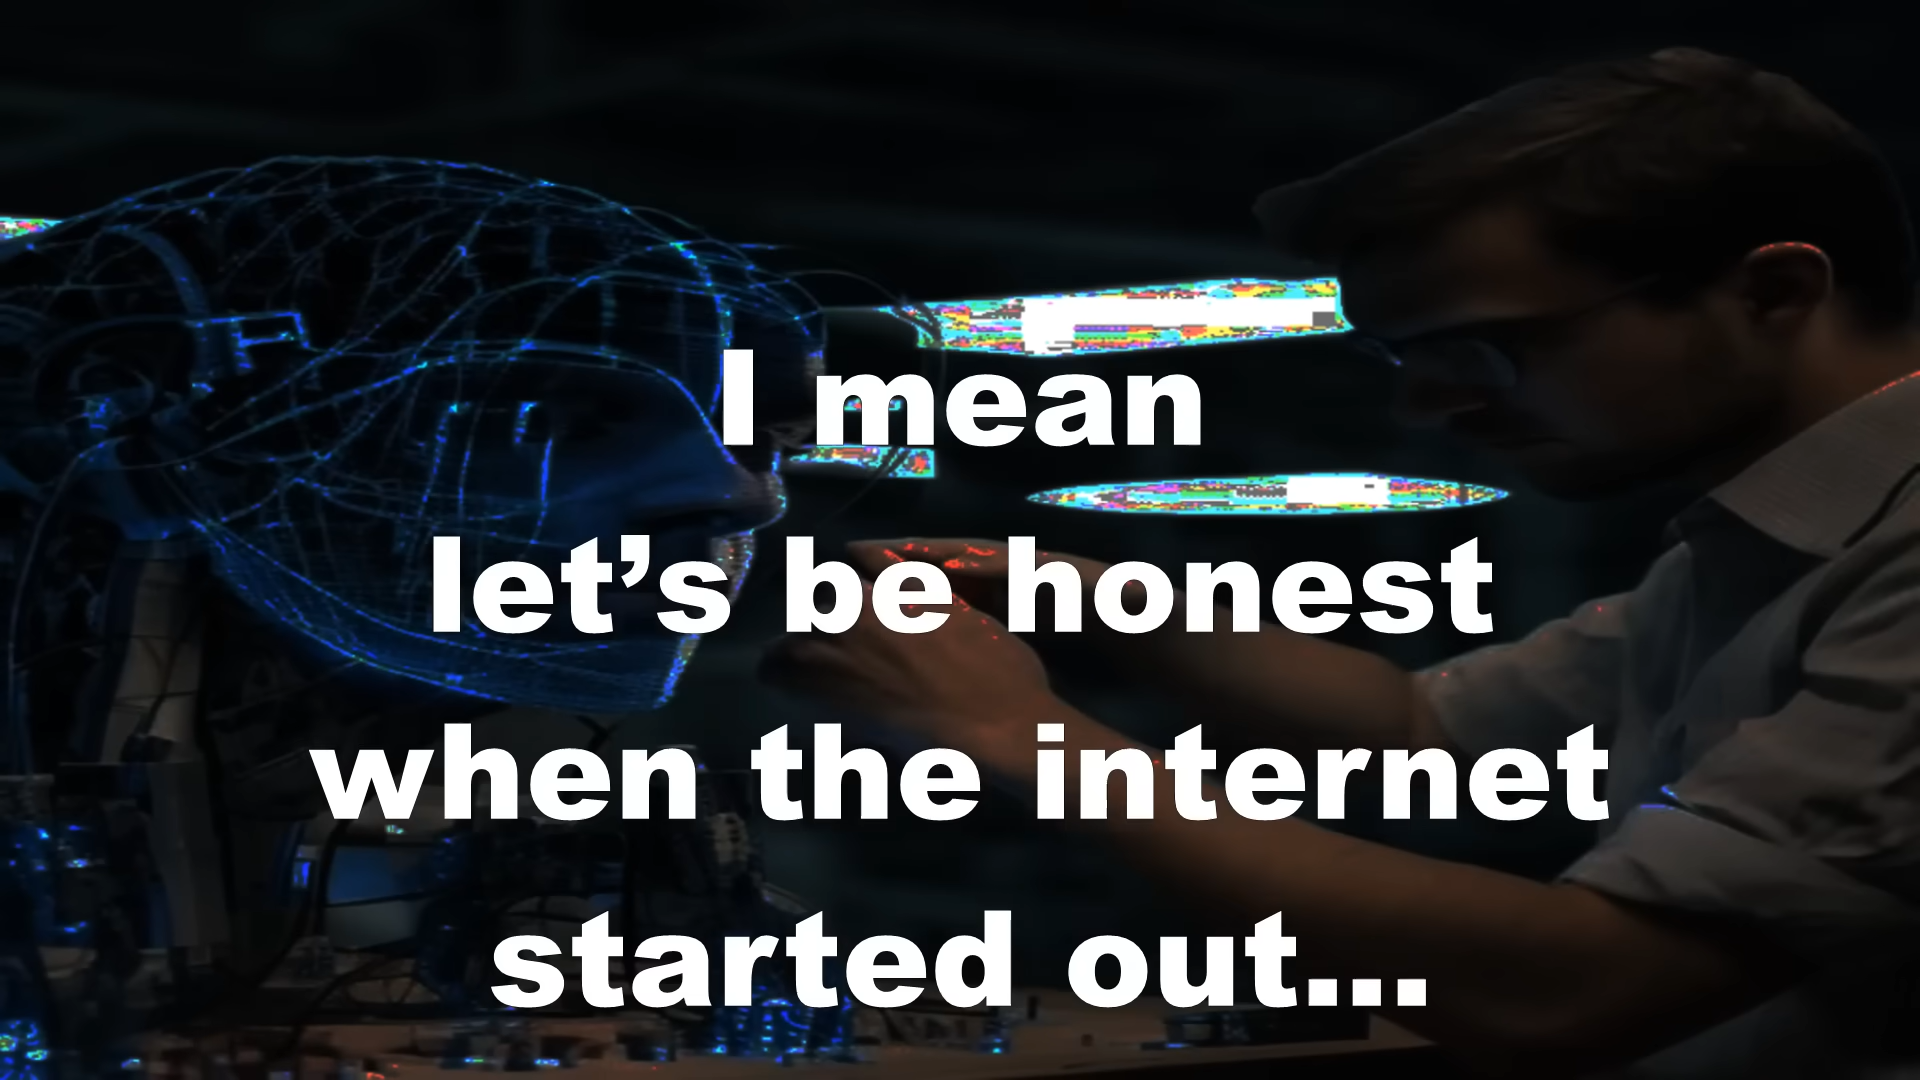 I mean
let’s be honest
when the internet
started out...